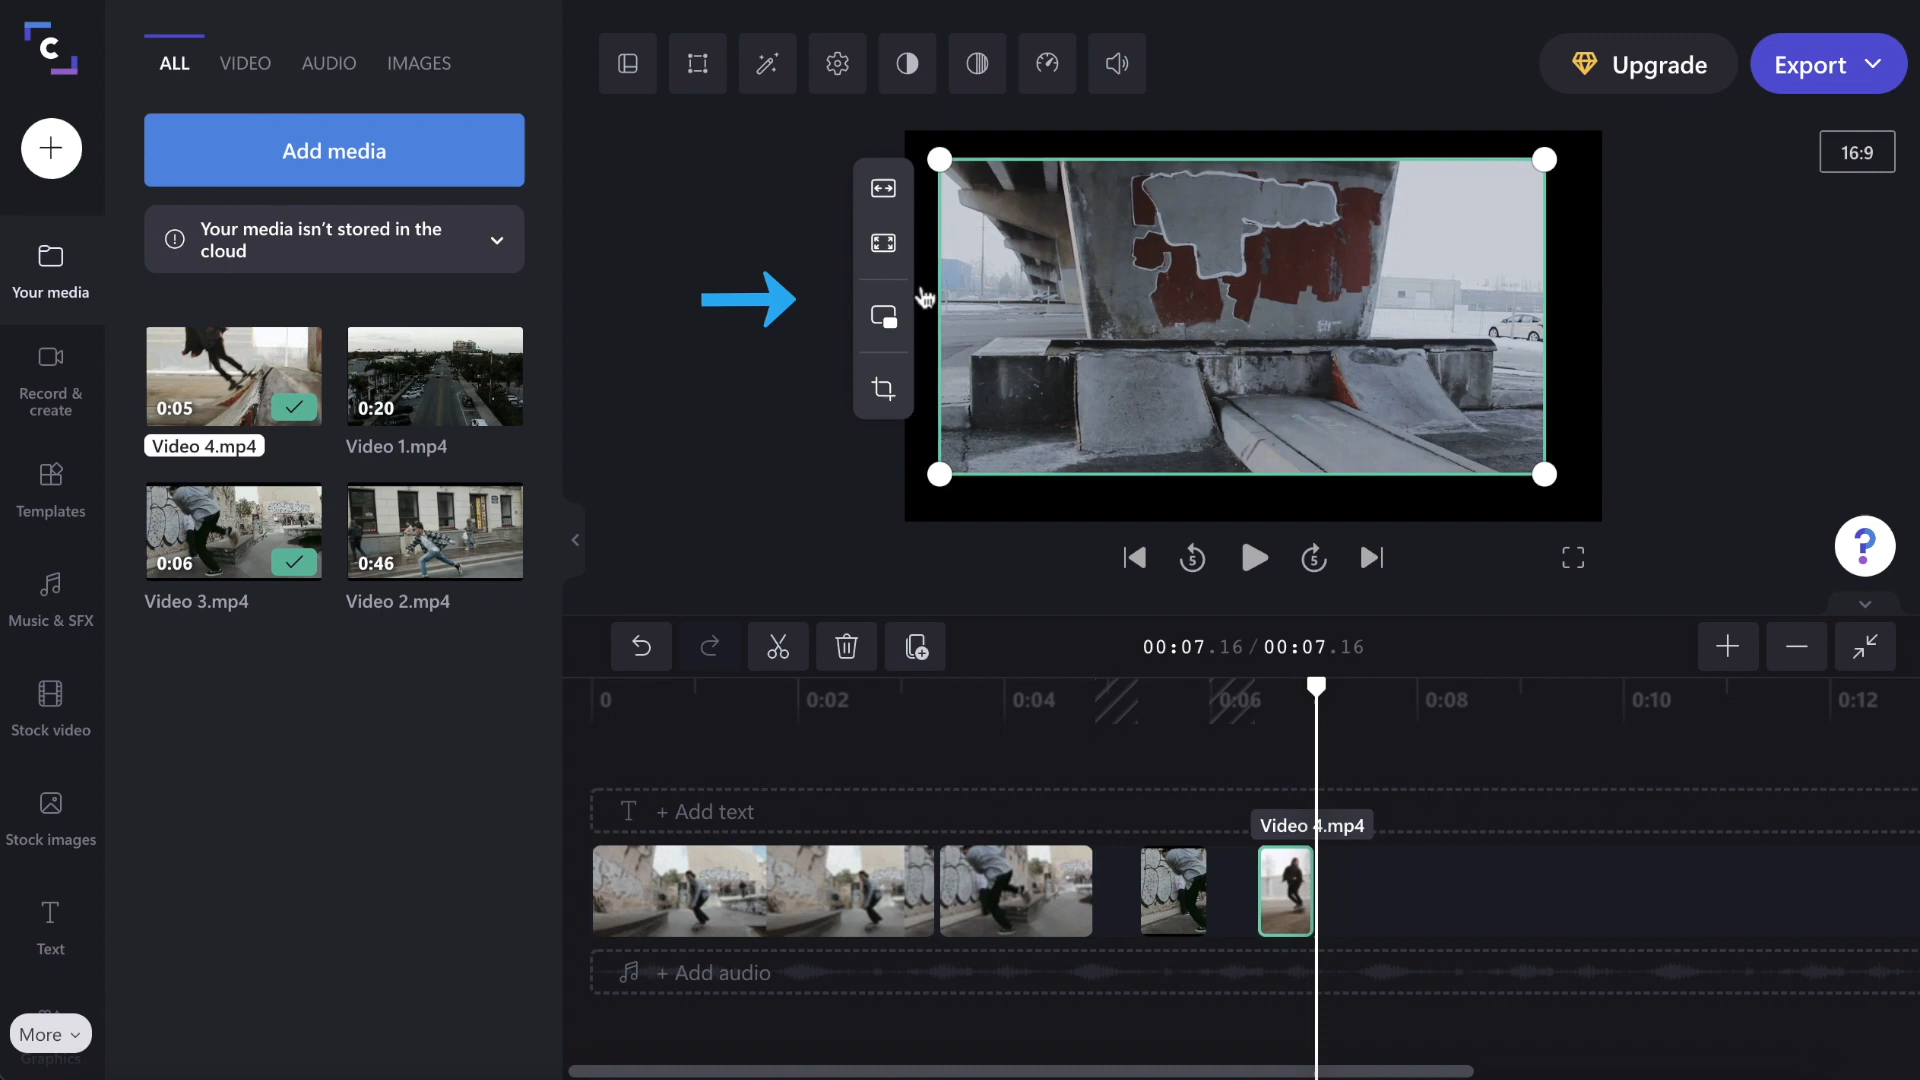 C
ALL VIDEO AUDIO IMAGES
Upgrade
Export
Add media
16:9
Your media isn't stored in the
cloud
Your media
Record &
create
Templates
Music & SFX
Stock video
Stock images
Text
More
Graphics
0:05
0:20
Video 4.mp4
Video 1.mp4
0:06
0:46
Video 3.mp4
Video 2.mp4
5
5
?
00:07.16 / 00:07.16
0 0:02 0:04 0:06 0:08 0:10 0:12
T + Add text
Video 4.mp4
+ Add audio